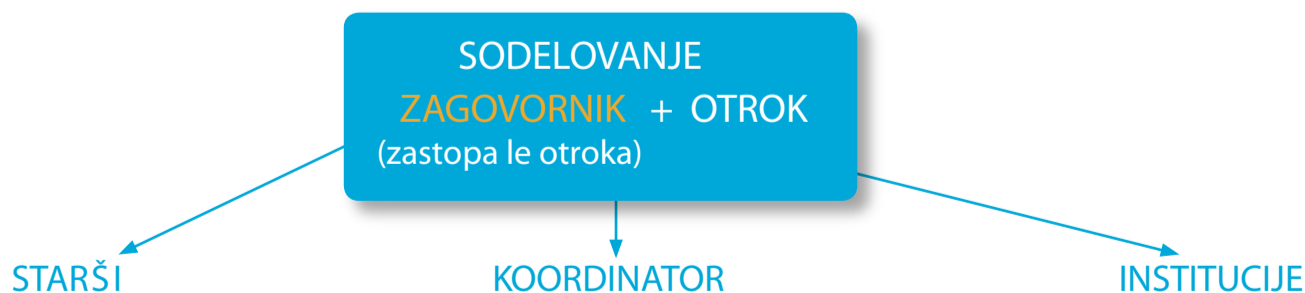 SODELOVANJE
ZAGOVORNIK + OTROK
(zastopa le otroka)
STARŠI KOORDINATOR INSTITUCIJE